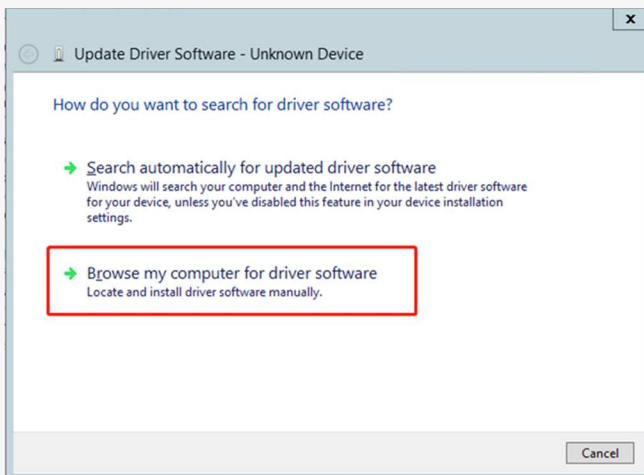 x
Update Driver Software - Unknown Device
How do you want to search for driver software?
Search automatically for updated driver software
Windows will search your computer and the Internet for the latest driver software
for your device, unless you've disabled this feature in your device installation
settings.
Browse my computer for driver software
Locate and install driver software manually.
Cancel